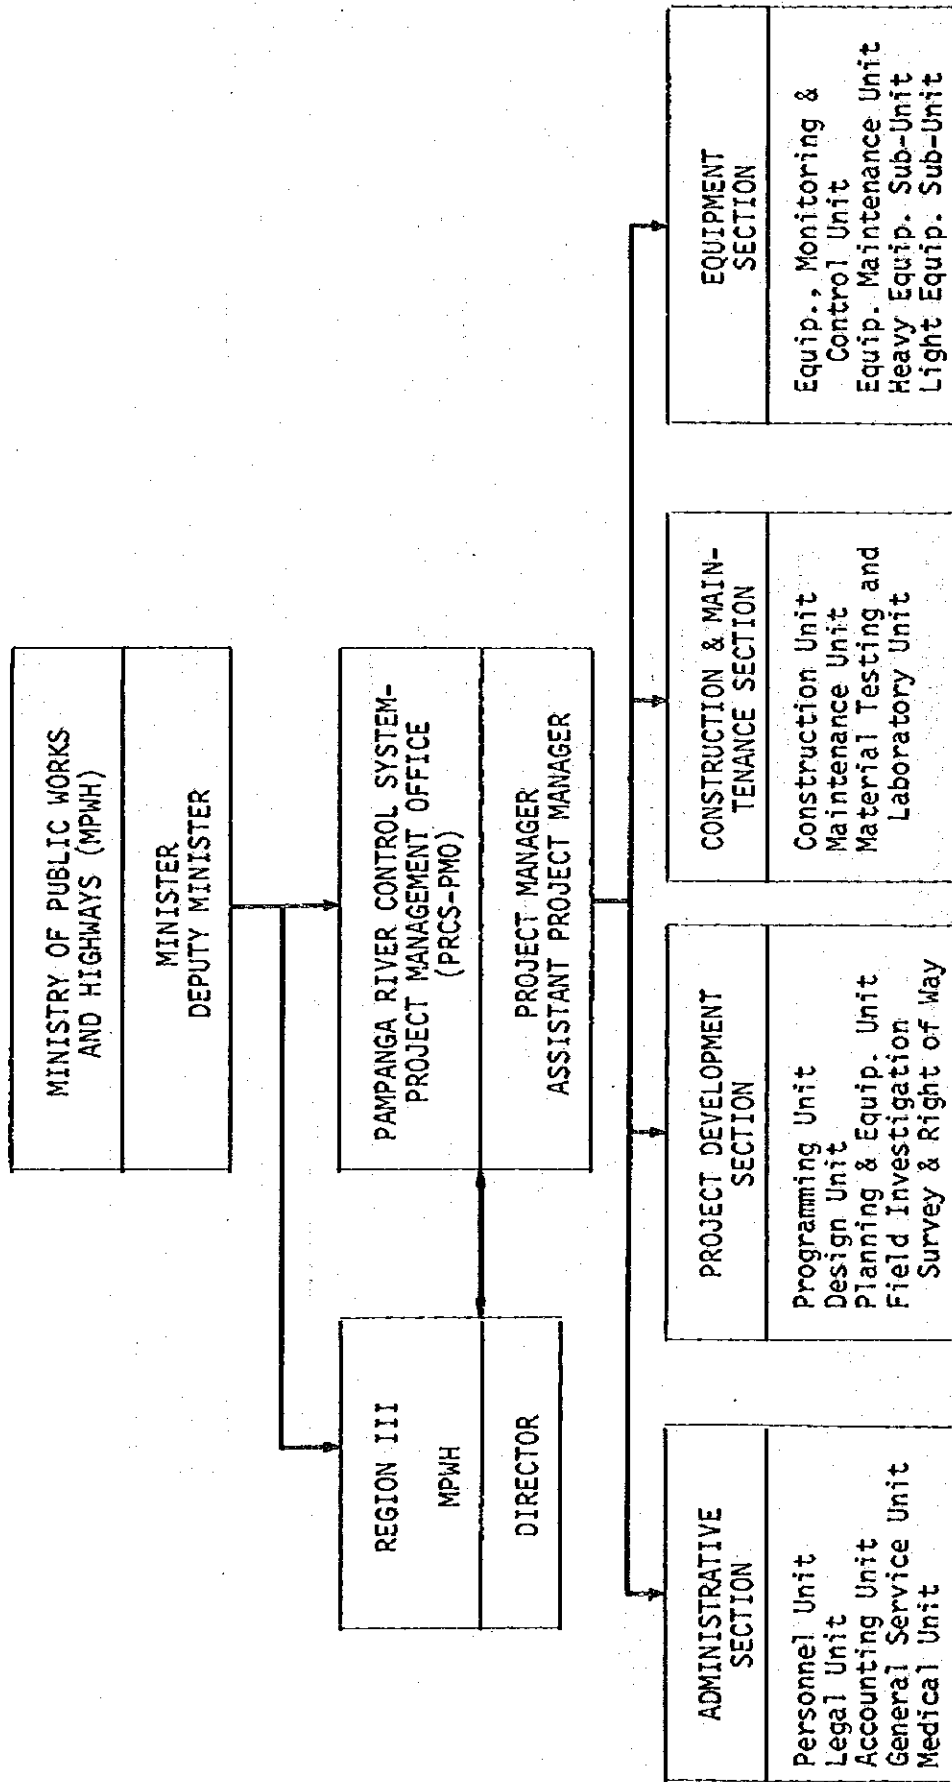 MINISTRY OF PUBLIC WORKS
AND HIGHWAYS (MPWH)
MINISTER
DEPUTY MINISTER
REGION III
MPWH
DIRECTOR
PAMPANGA RIVER CONTROL SYSTEM-
PROJECT MANAGEMENT OFFICE
(PRCS-PMO)
PROJECT MANAGER
ASSISTANT PROJECT MANAGER
ADMINISTRATIVE
SECTION
Personnel Unit
Legal Unit
Accounting Unit
General Service Unit
Medical Unit
PROJECT DEVELOPMENT
SECTION
Programming Unit
Design Unit
Planning & Equip. Unit
Field Investigation
Survey & Right of Way
CONSTRUCTION & MAIN-
TENANCE SECTION
Construction Unit
Maintenance Unit
Material Testing and
Laboratory Unit
EQUIPMENT
SECTION
Equip., Monitoring &
Control Unit
Equip. Maintenance Unit
Heavy Equip. Sub-Unit
Light Equip. Sub-Unit